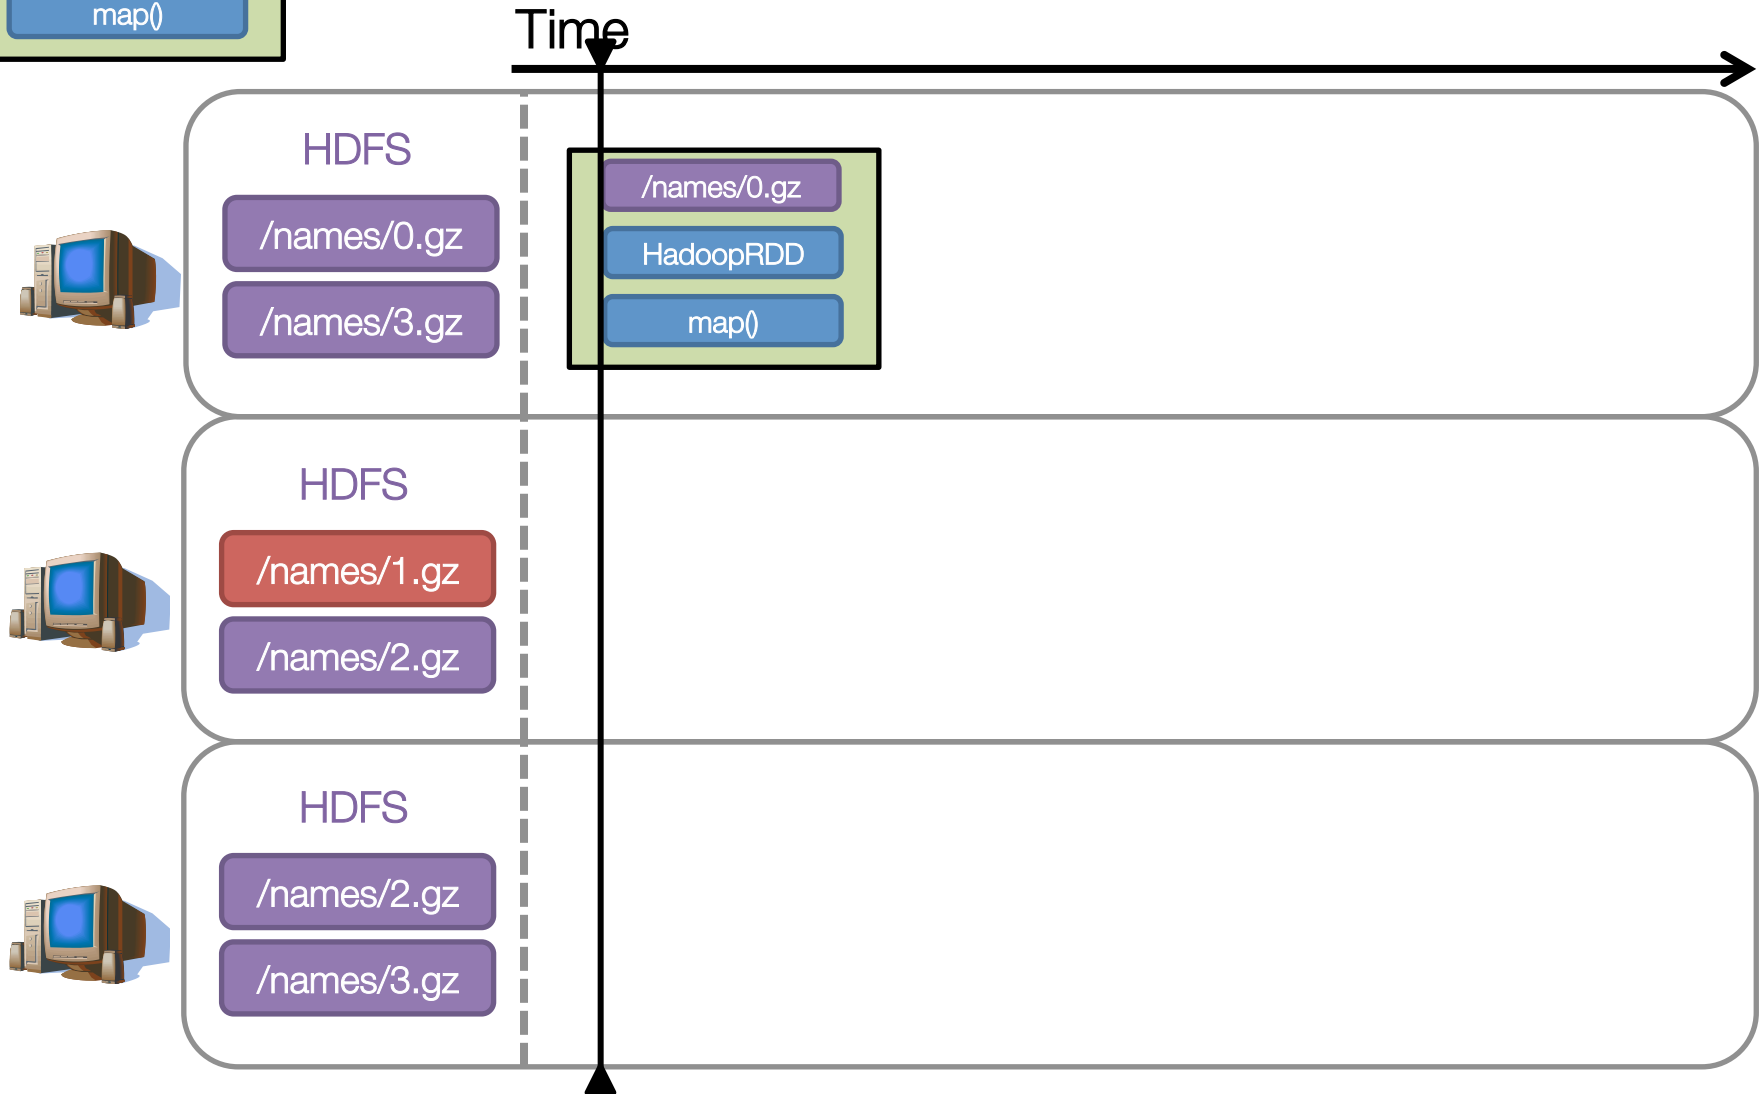 map()
Time
HDFS
/names/0.gz
/names/3.gz
/names/0.gz
HadoopRDD
map()
HDFS
/names/1.gz
/names/2.gz
HDFS
/names/2.gz
/names/3.gz